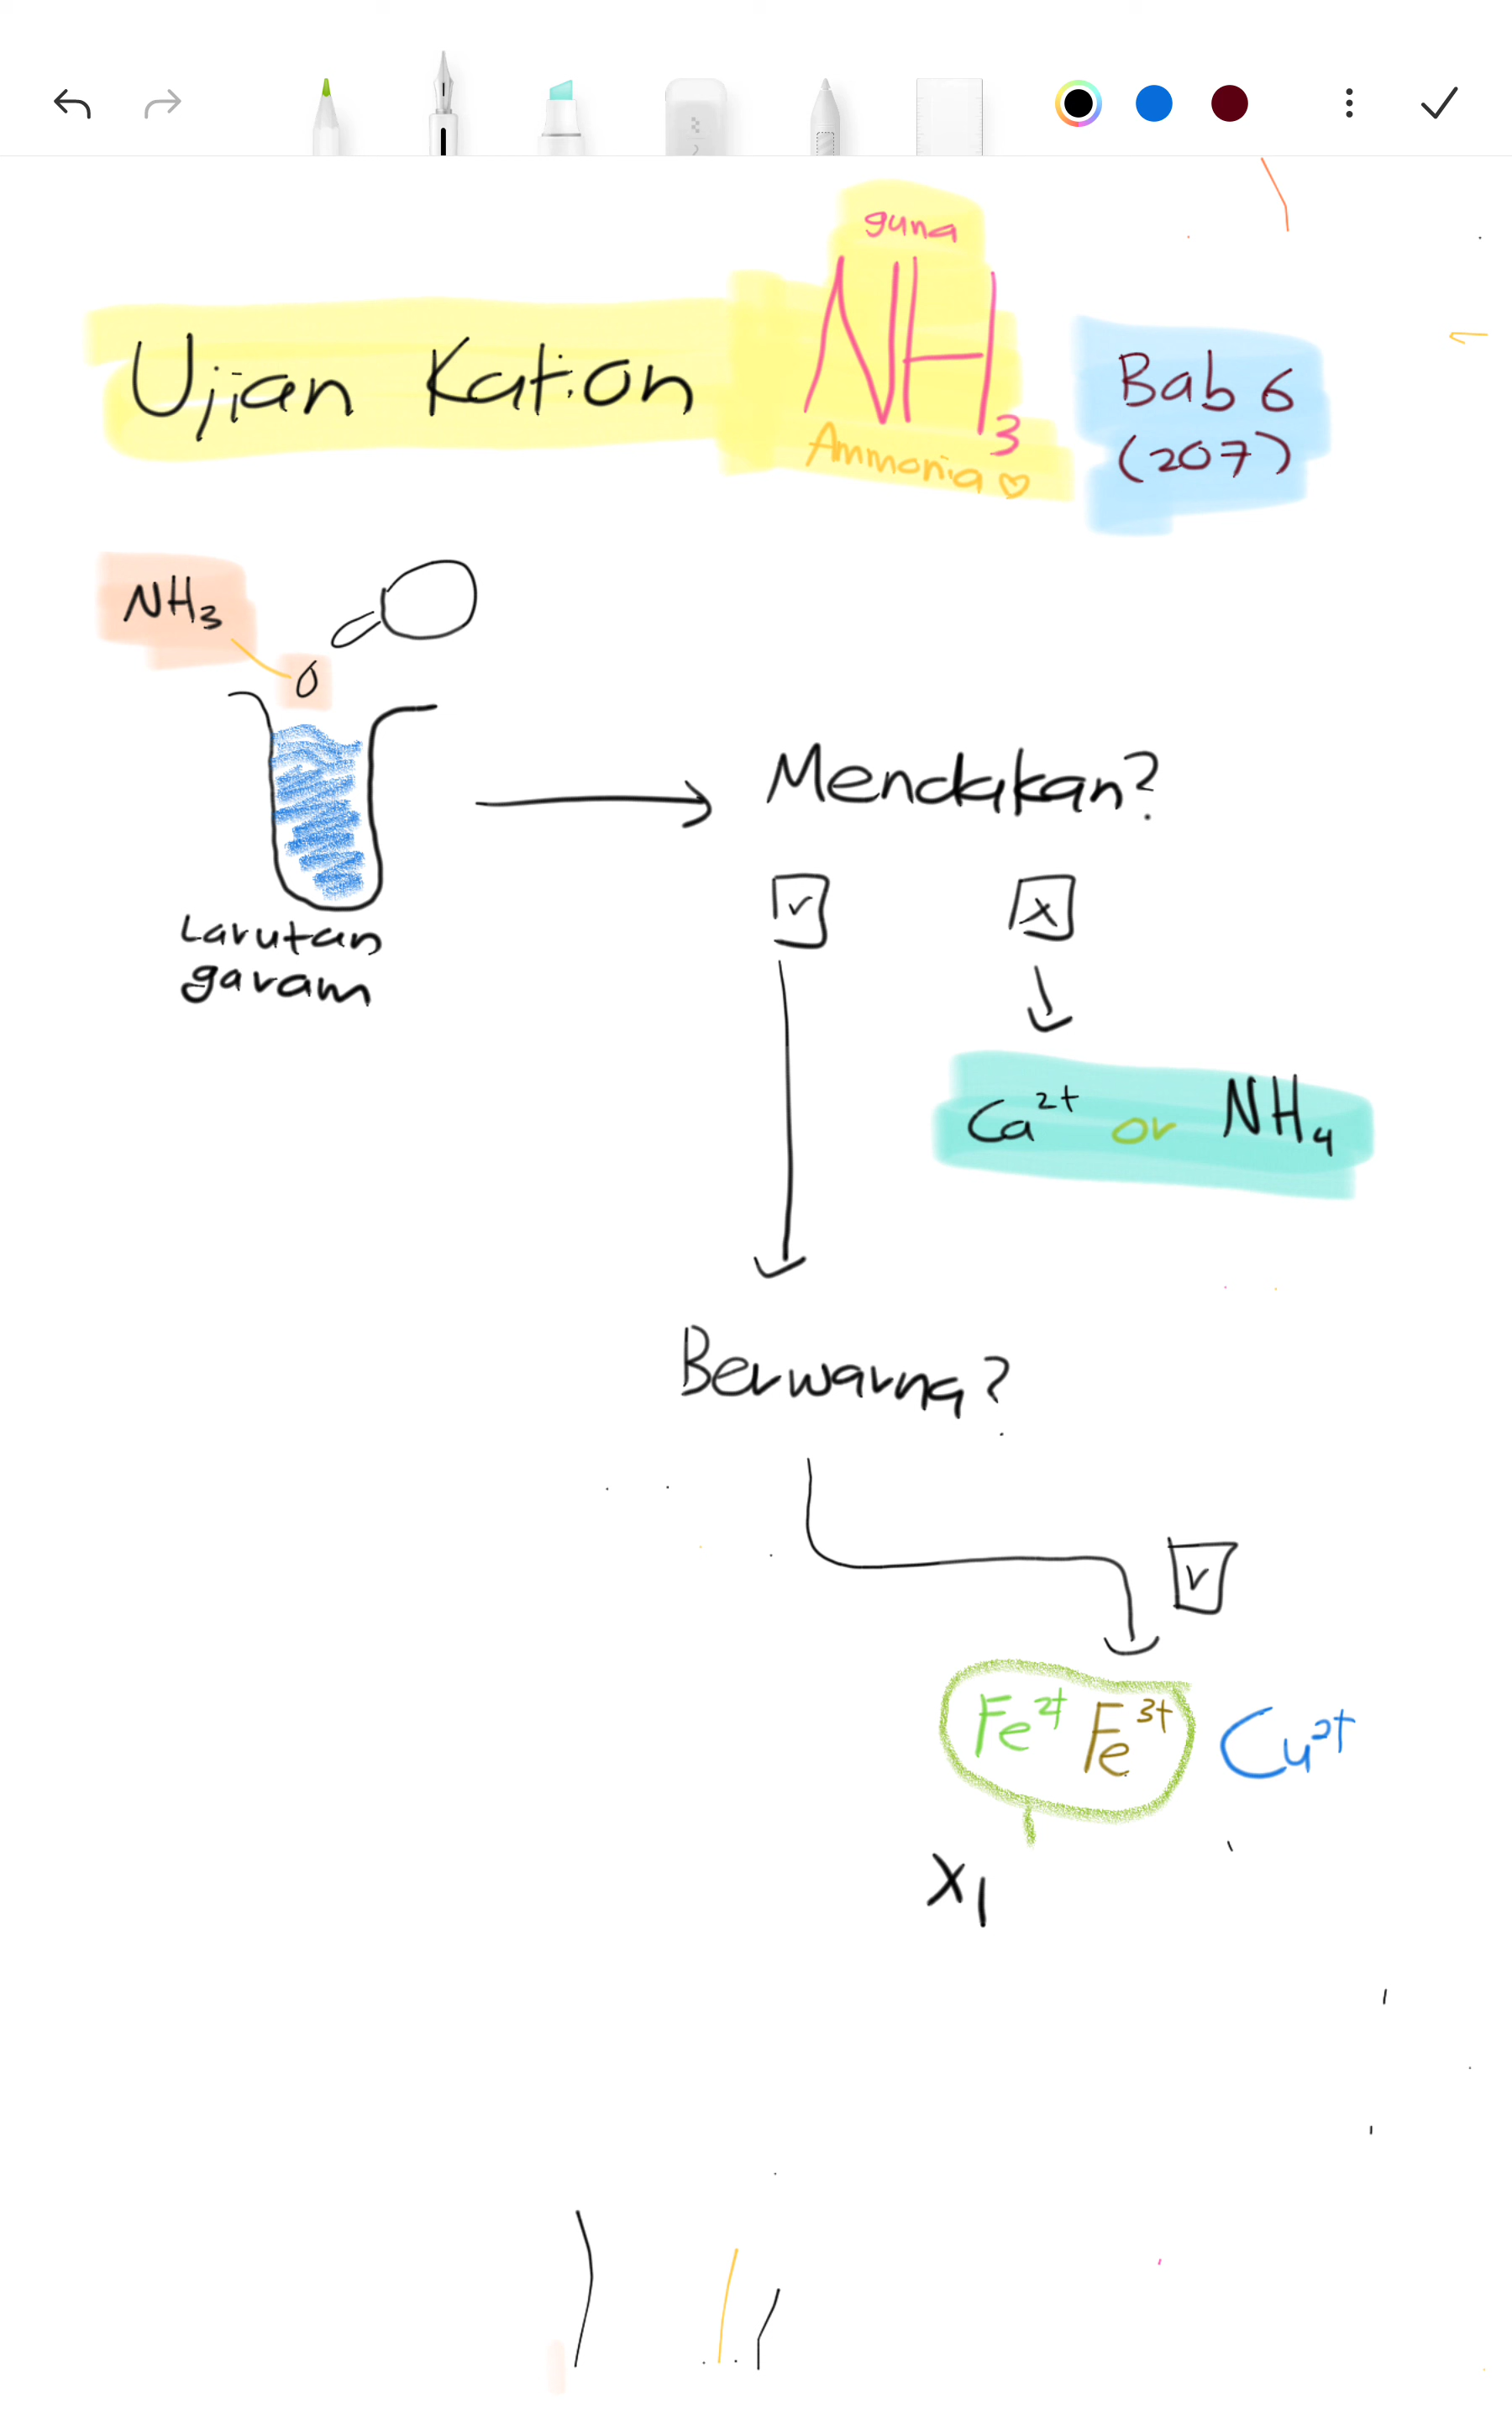 guna
Ujian Kation NH3
Ammonia
Bab 6
(207)
NH3
Mendakan?
Larutan
garam
Ca2+ or NH4
Berwarna?
Fe2+ Fe3+ Cu2+